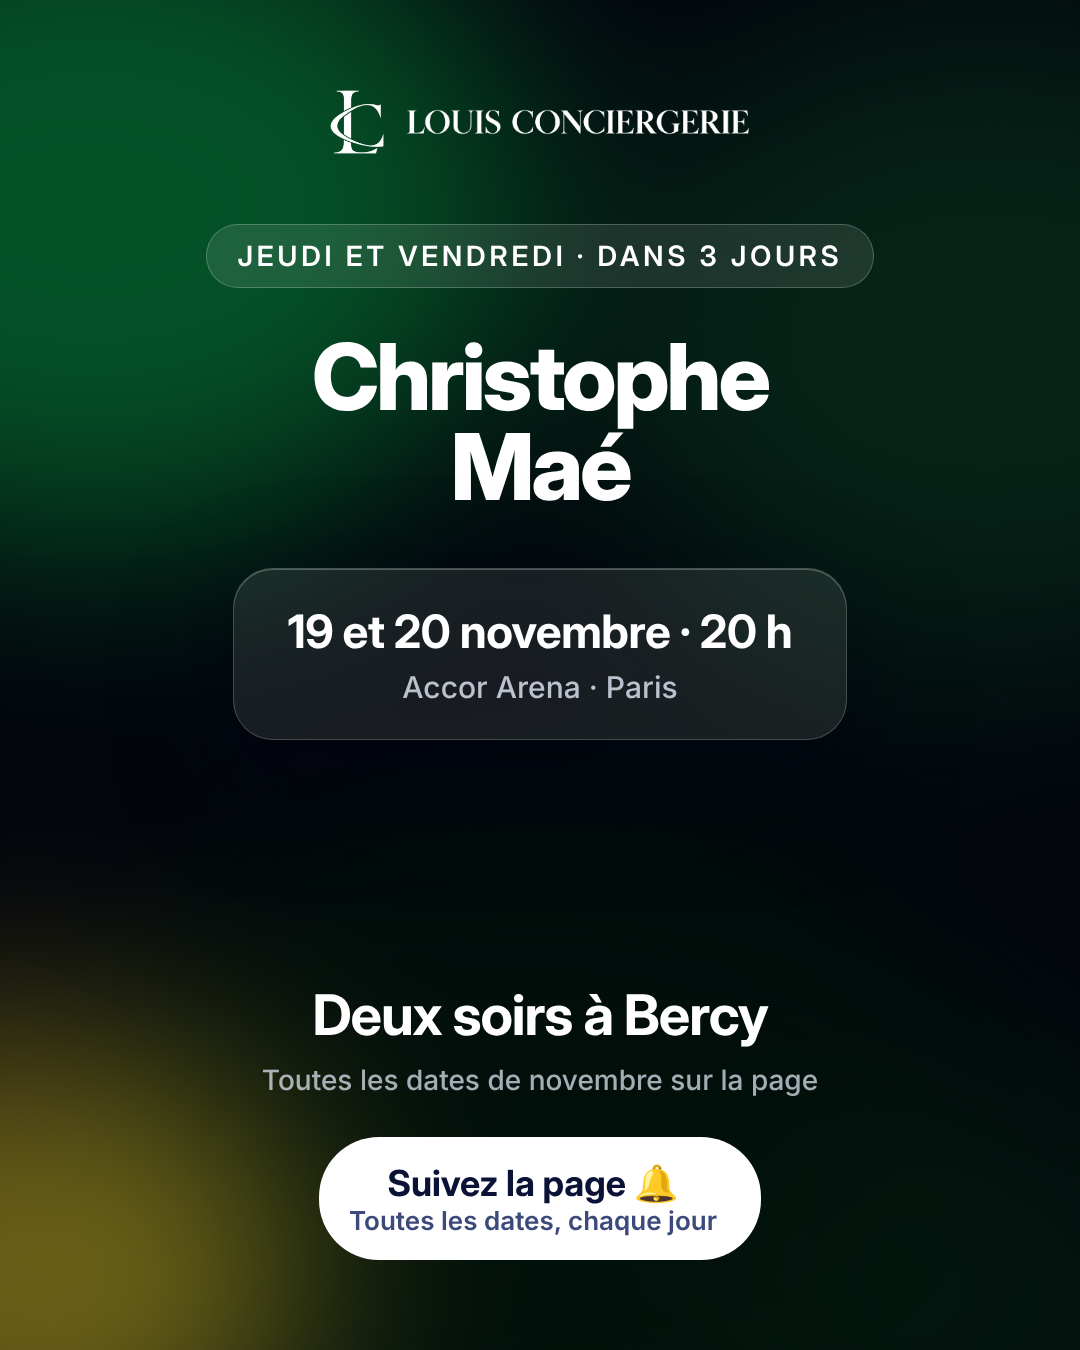 LC LOUIS CONCIERGERIE
JEUDI ET VENDREDI · DANS 3 JOURS
Christophe
Maé
19 et 20 novembre · 20 h
Accor Arena · Paris
Deux soirs à Bercy
Toutes les dates de novembre sur la page
Suivez la page 🔔
Toutes les dates, chaque jour